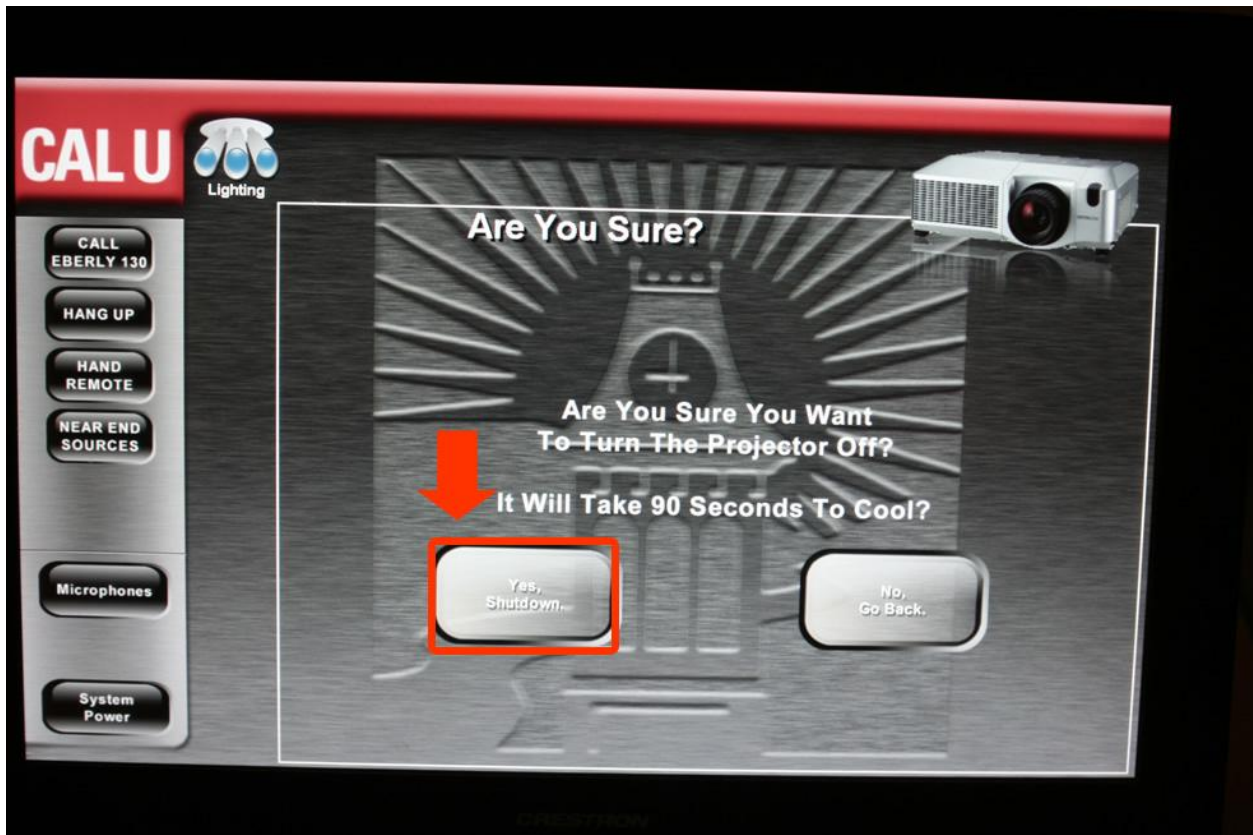 CAL U
Lighting
CALL
EBERLY 130
HANG UP
HAND
REMOTE
NEAR END
SOURCES
Microphones
System
Power
Are You Sure?
Are You Sure You Want
To Turn The Projector Off?
It Will Take 90 Seconds To Cool?
Yes,
Shutdown.
No,
Go Back.
CRESTRON